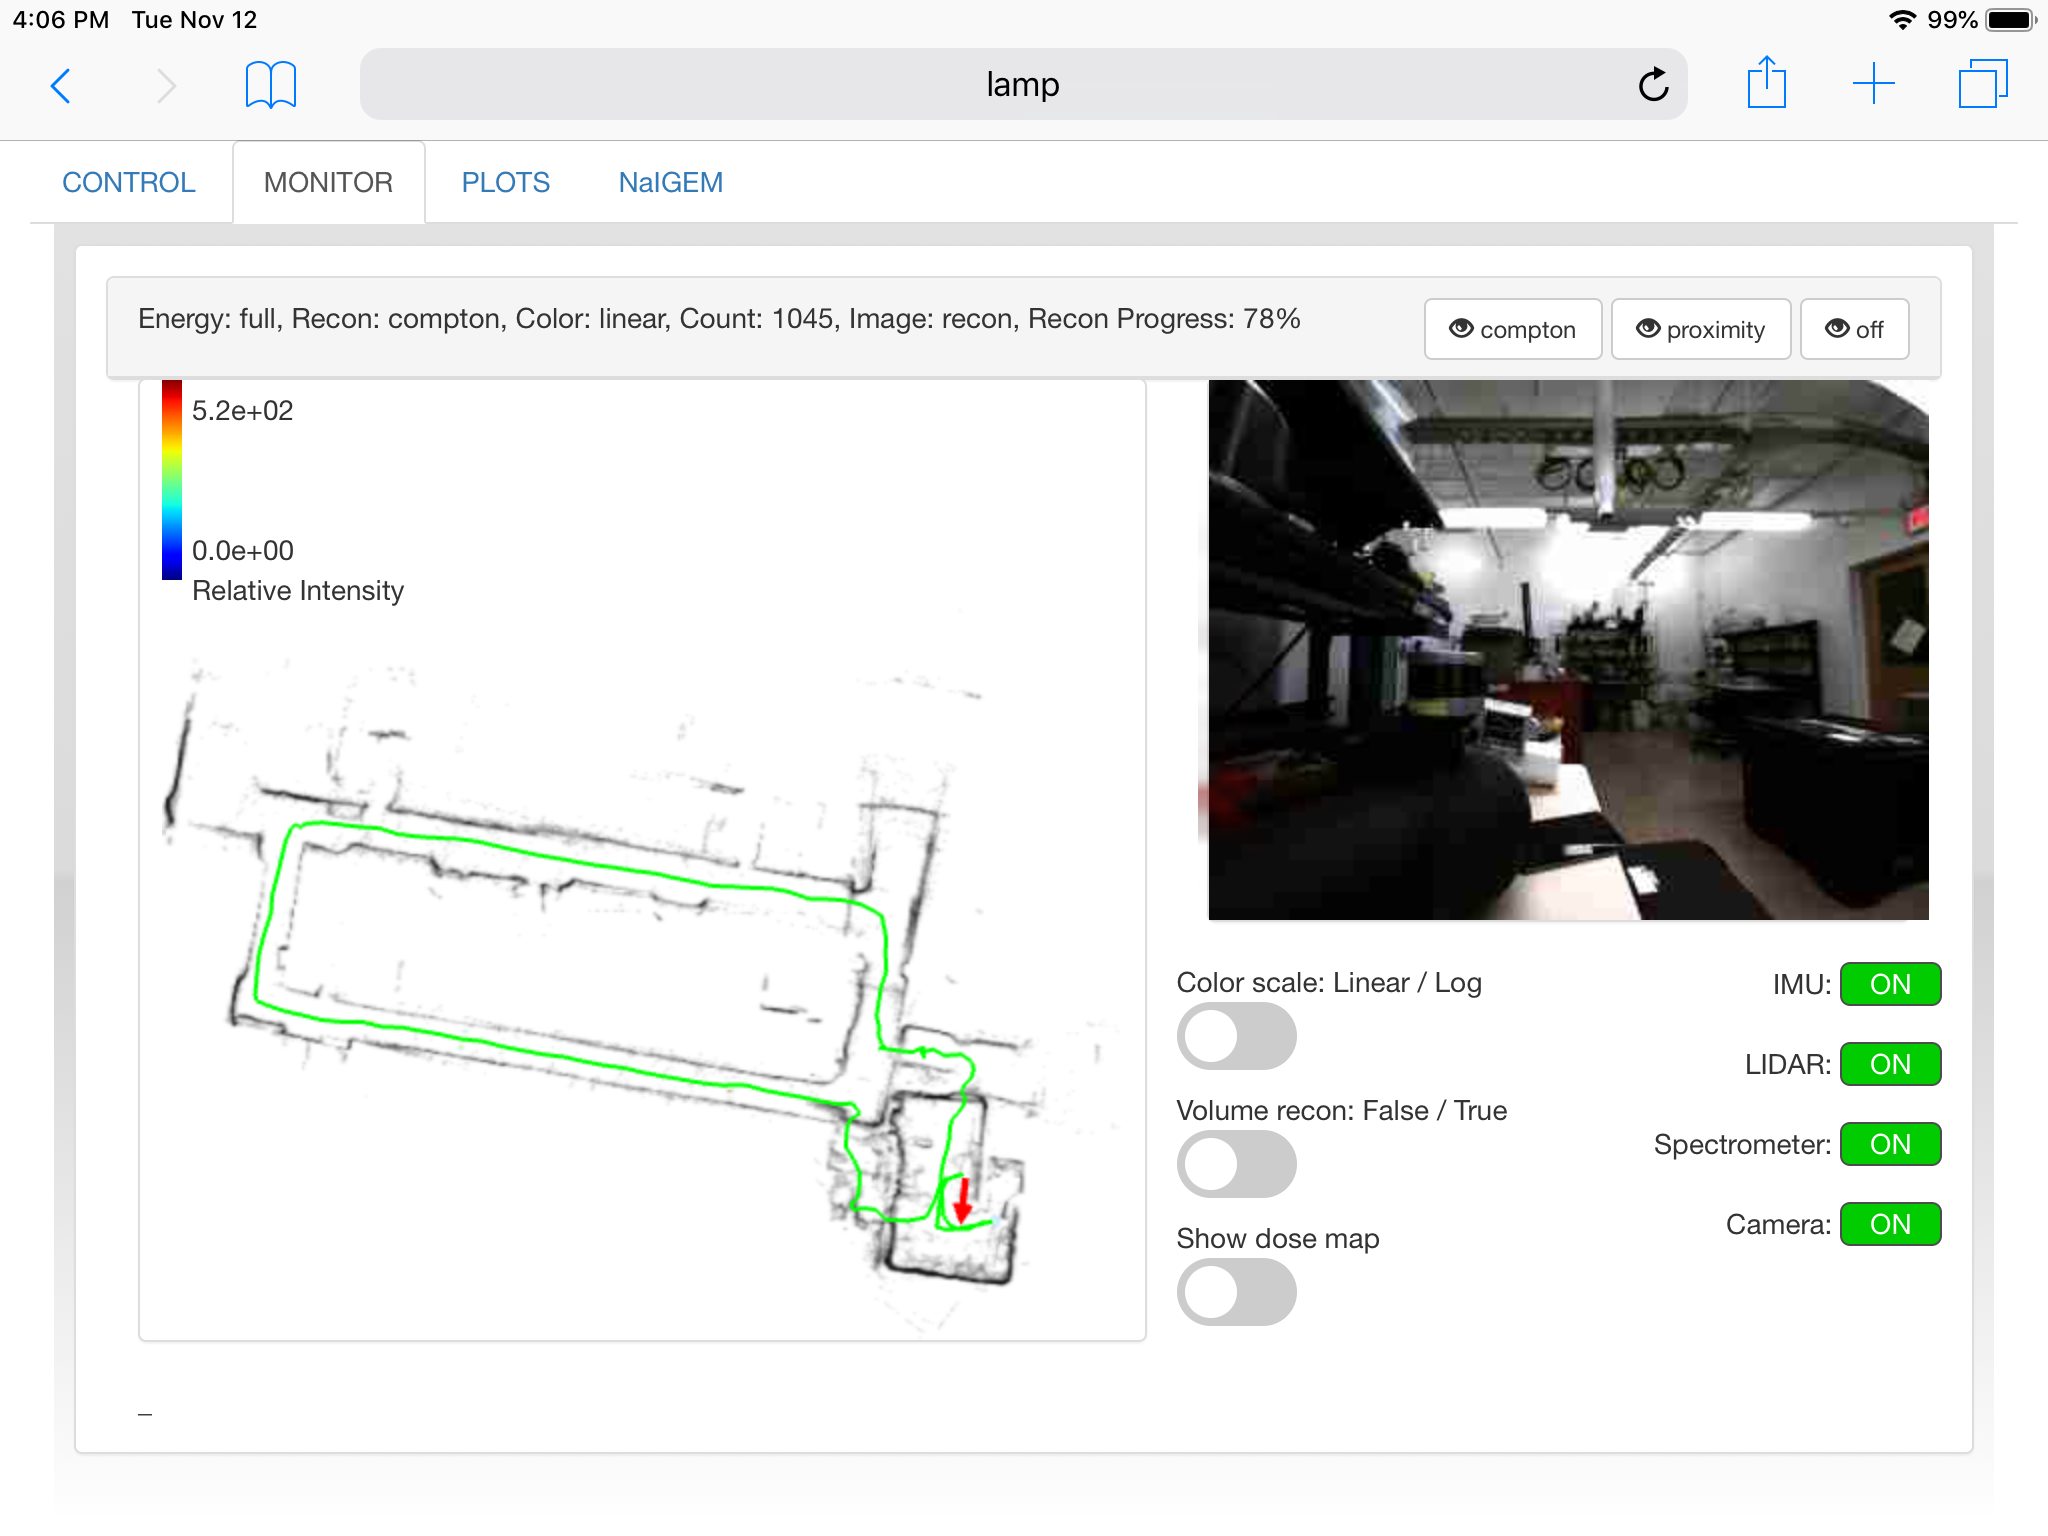 4:06 PM Tue Nov 12 99%
lamp
CONTROL MONITOR PLOTS NaIGEM
Energy: full, Recon: compton, Color: linear, Count: 1045, Image: recon, Recon Progress: 78% compton proximity off
5.2e+02
0.0e+00
Relative Intensity
Color scale: Linear / Log
IMU: ON
LIDAR: ON
Volume recon: False / True
Spectrometer: ON
Camera: ON
Show dose map
–